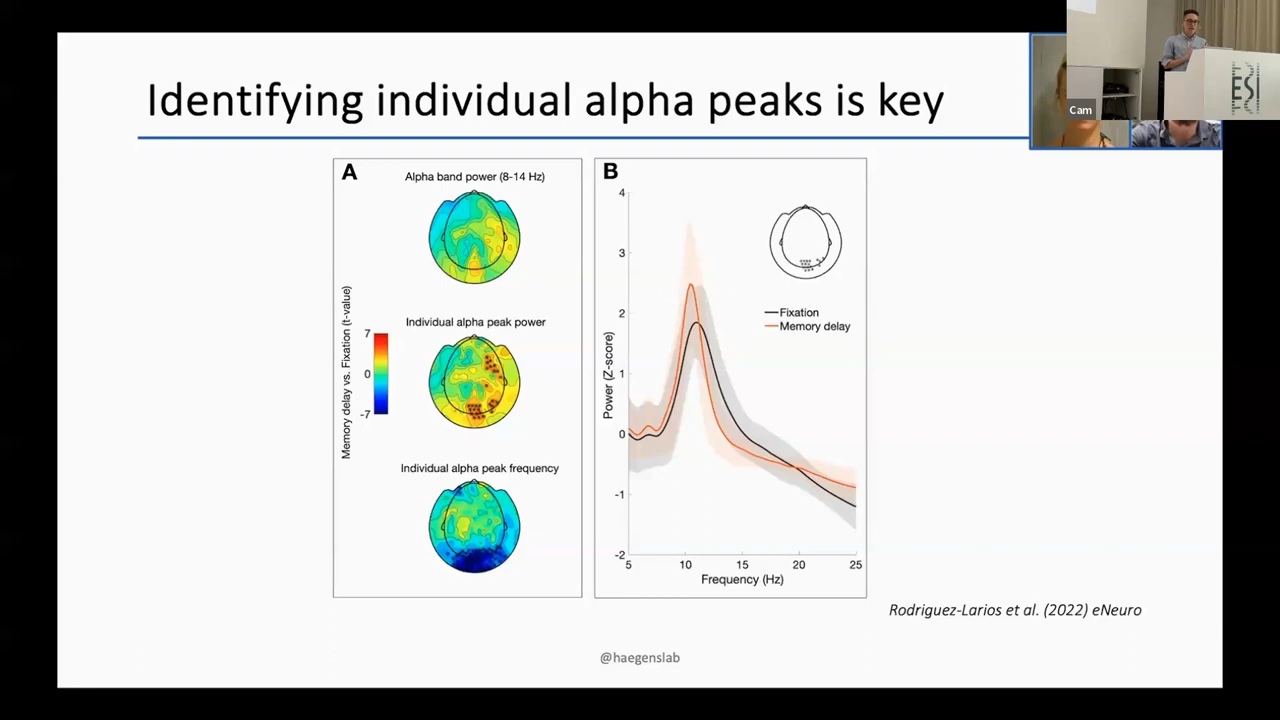 Identifying individual alpha peaks is key
Cam
ESI
A
Alpha band power (8-14 Hz)
Individual alpha peak power
Individual alpha peak frequency
Memory delay vs. Fixation (t-value)
7
0
-7
B
4
3
2
1
0
-1
-2
Power (Z-score)
5
10
15
20
25
Frequency (Hz)
Fixation
Memory delay
Rodriguez-Larios et al. (2022) eNeuro
@haegenslab